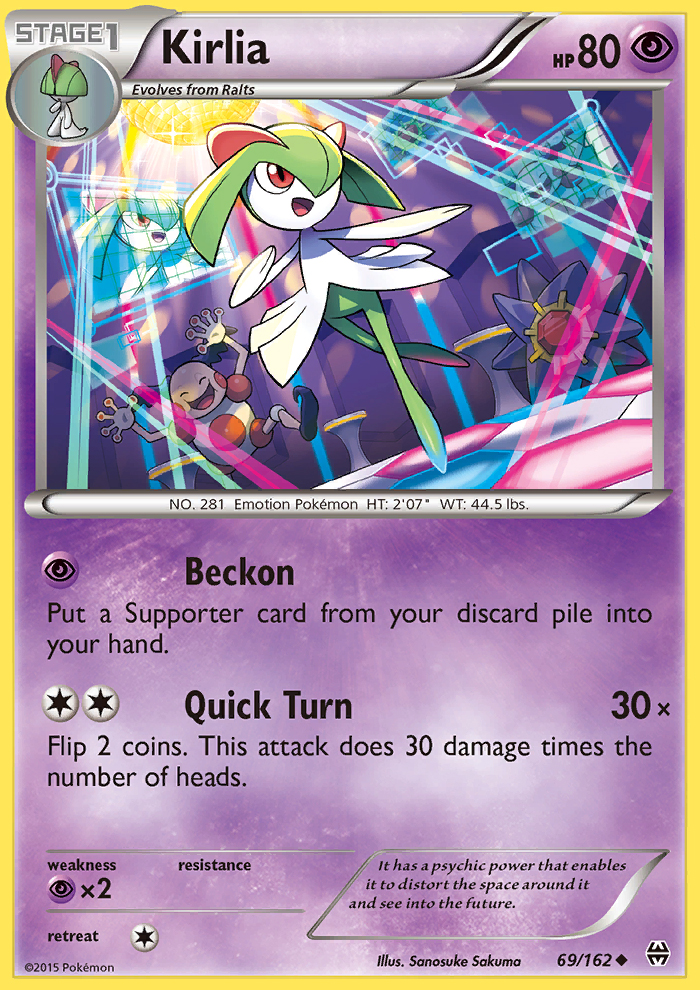 STAGE1
Kirlia
HP80
Evolves from Ralts
NO. 281 Emotion Pokémon HT: 2'07" WT: 44.5 lbs.
Beckon
Put a Supporter card from your discard pile into
your hand.
Quick Turn 30×
Flip 2 coins. This attack does 30 damage times the
number of heads.
weakness resistance
×2
It has a psychic power that enables
it to distort the space around it
and see into the future.
retreat
©2015 Pokémon
Illus. Sanosuke Sakuma 69/162